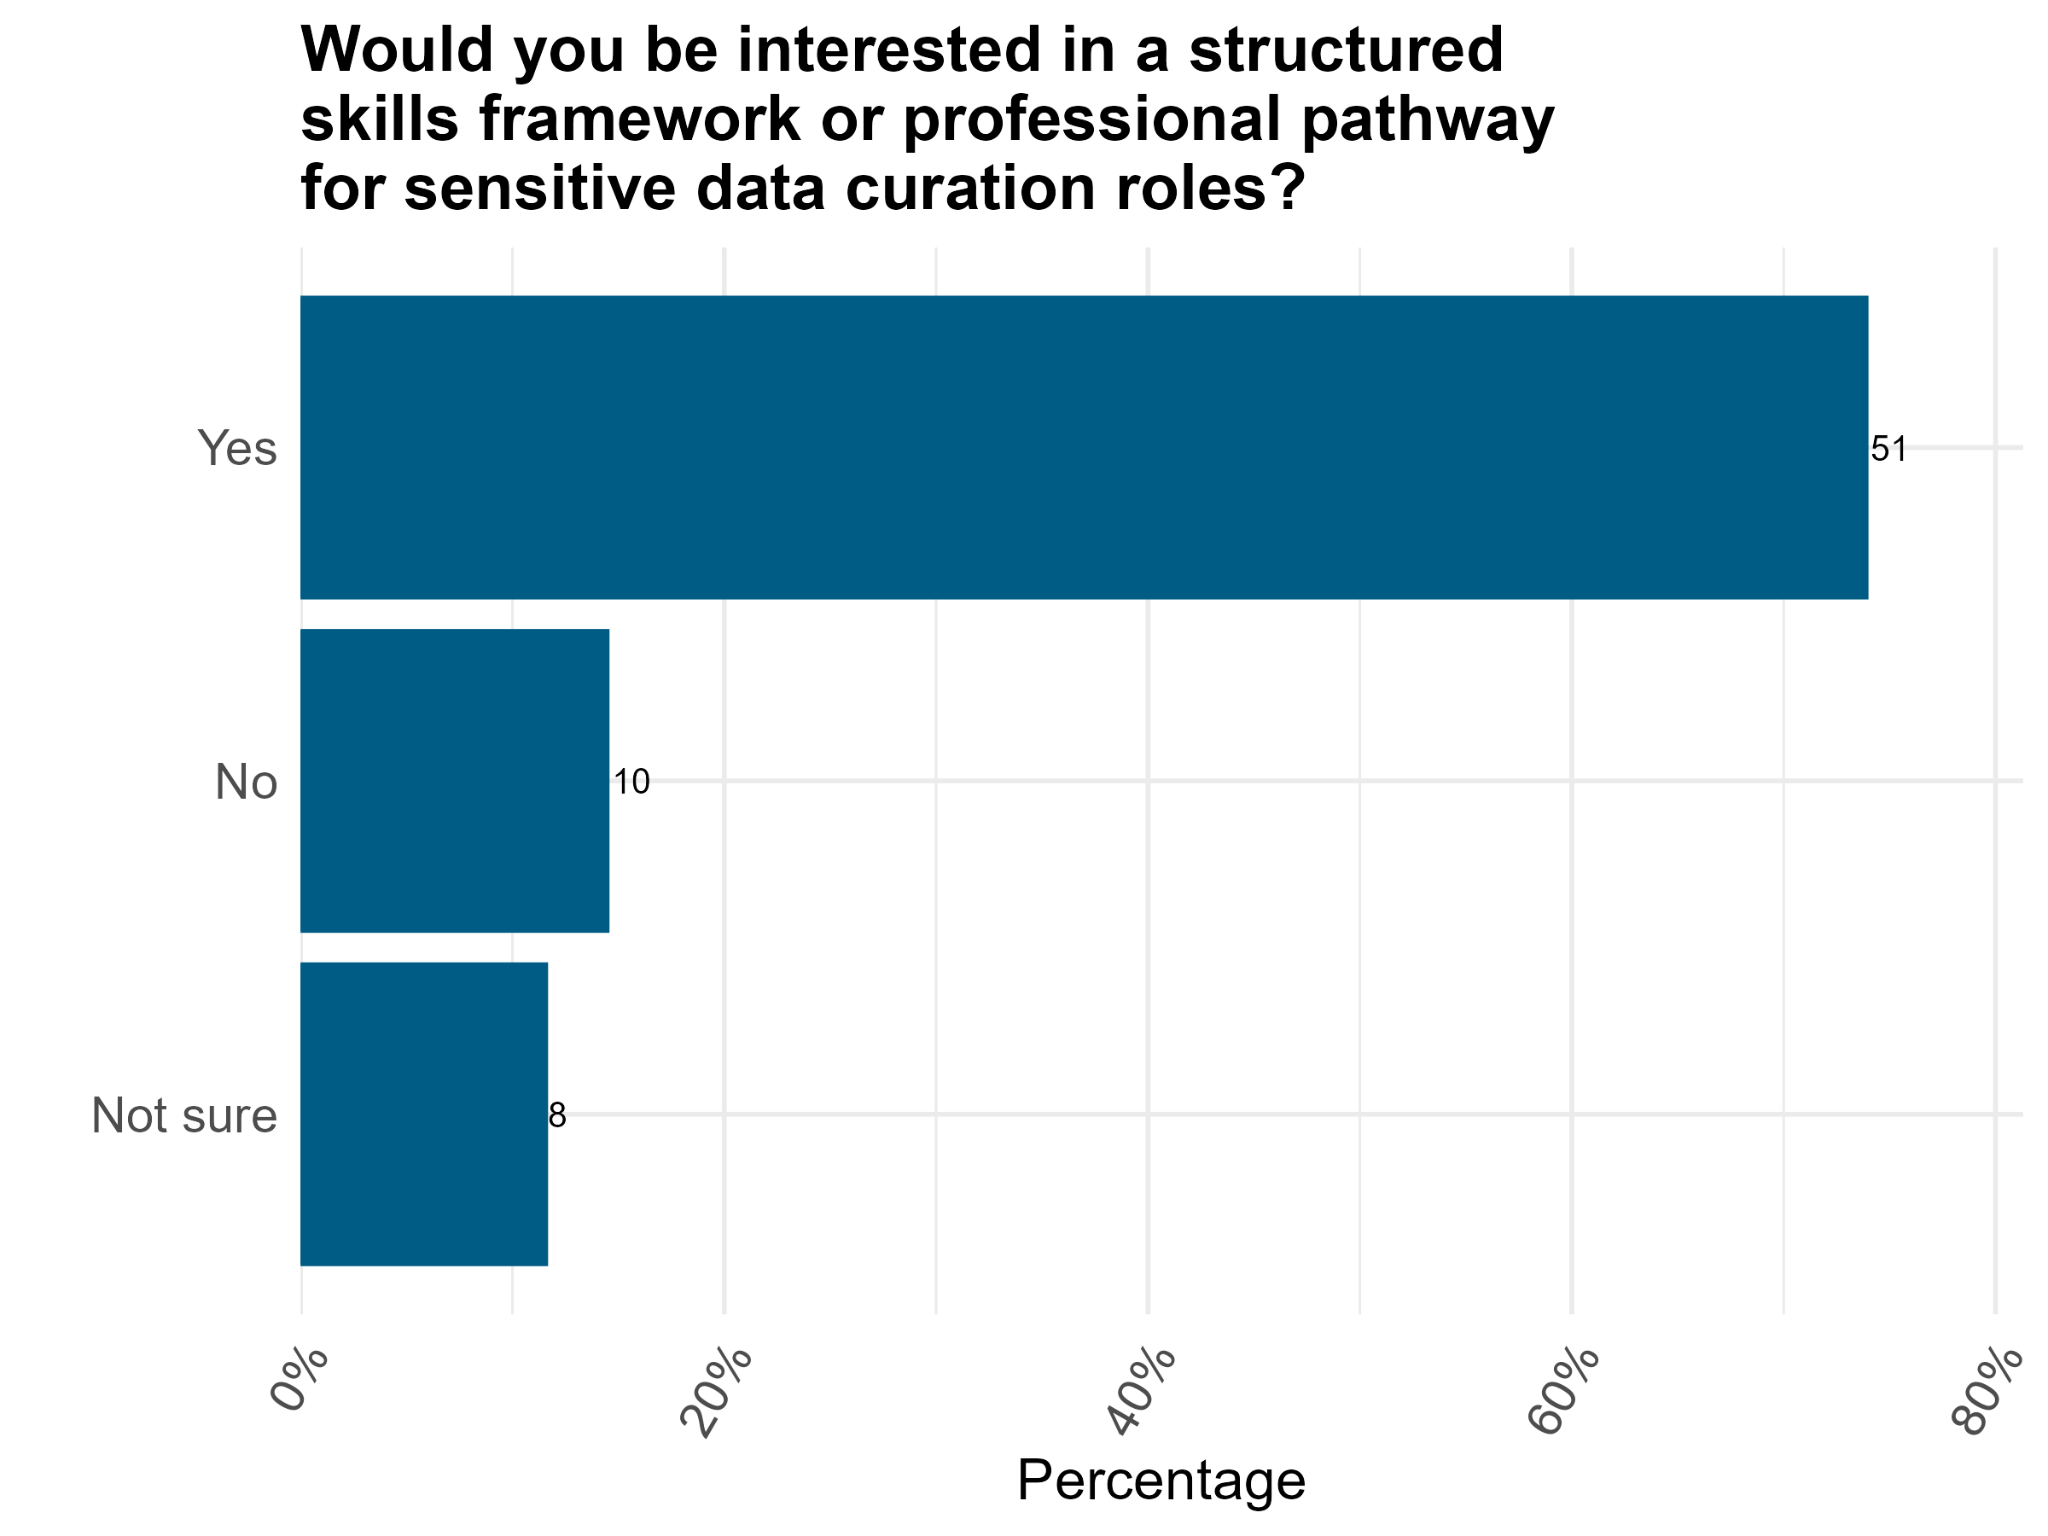 Would you be interested in a structured
skills framework or professional pathway
for sensitive data curation roles?
Yes
51
No
10
Not sure
8
0%
20%
40%
60%
80%
Percentage